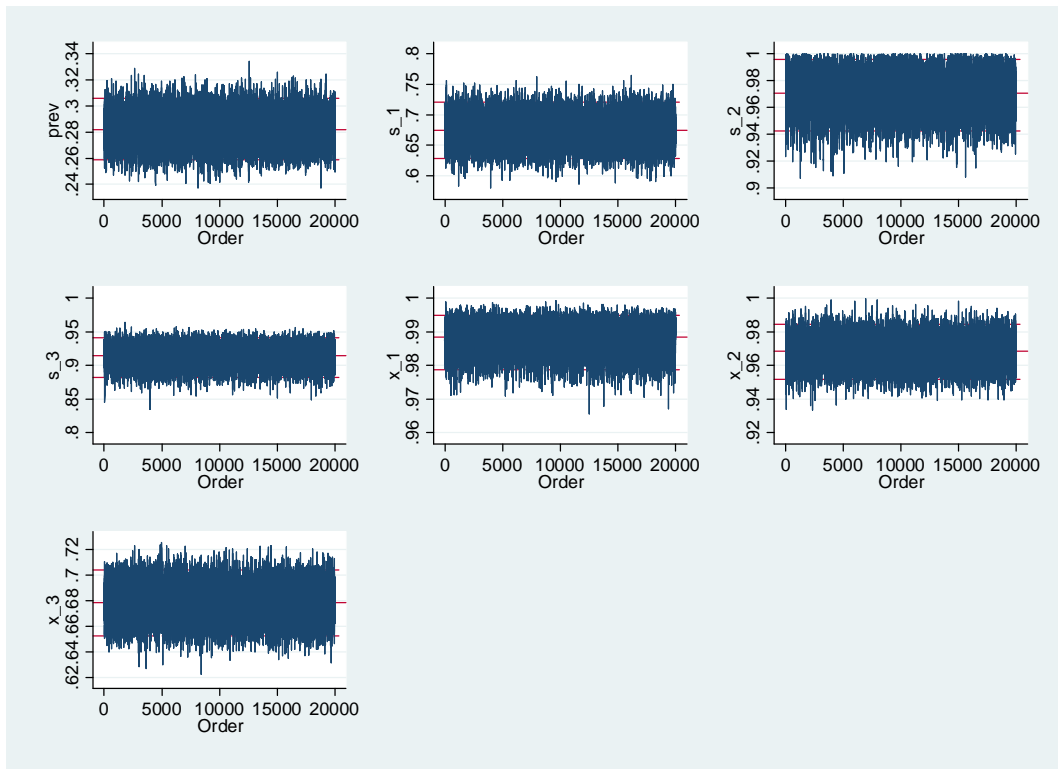 prev
.24 .26 .28 .3 .32 .34
0 5000 10000 15000 20000
Order
s_1
.6 .65 .7 .75 .8
0 5000 10000 15000 20000
Order
s_2
.9 .92 .94 .96 .98 1
0 5000 10000 15000 20000
Order
s_3
.8 .85 .9 .95 1
0 5000 10000 15000 20000
Order
x_1
.96 .97 .98 .99 1
0 5000 10000 15000 20000
Order
x_2
.92 .94 .96 .98 1
0 5000 10000 15000 20000
Order
x_3
.62 .64 .66 .68 .7 .72
0 5000 10000 15000 20000
Order